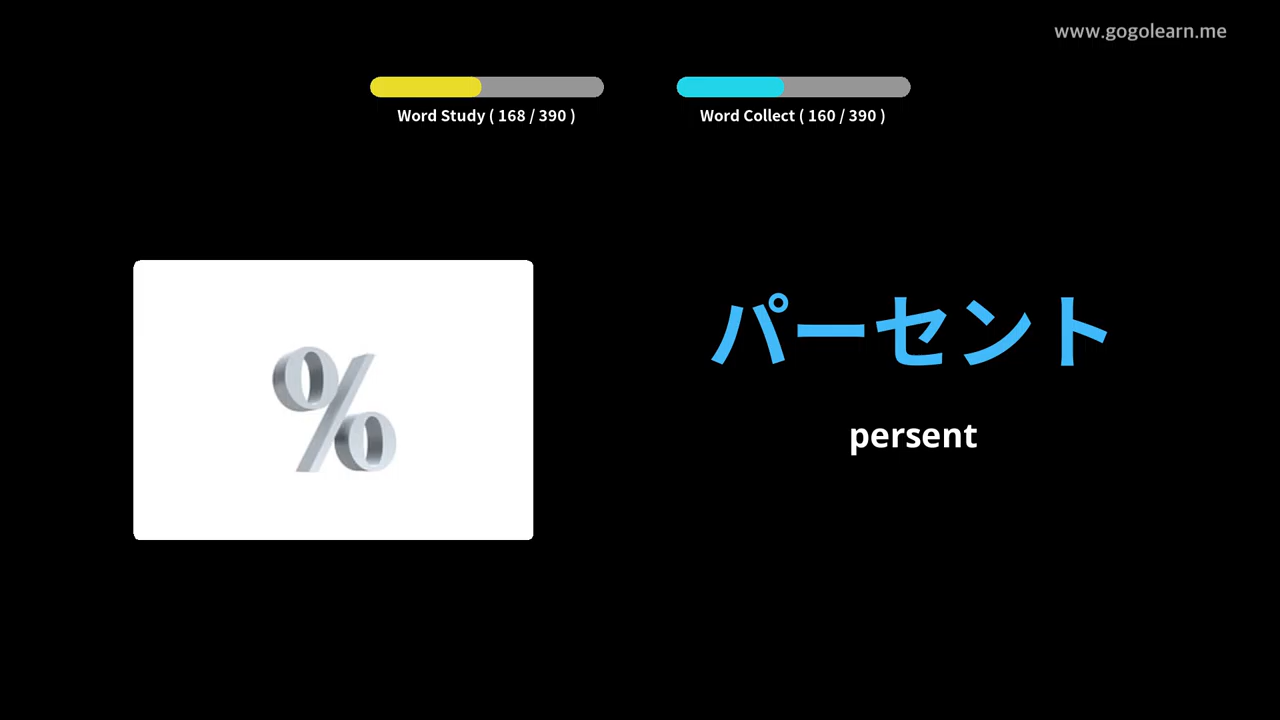 www.gogolearn.me
Word Study ( 168 / 390 )
Word Collect ( 160 / 390 )
%
パーセント
persent